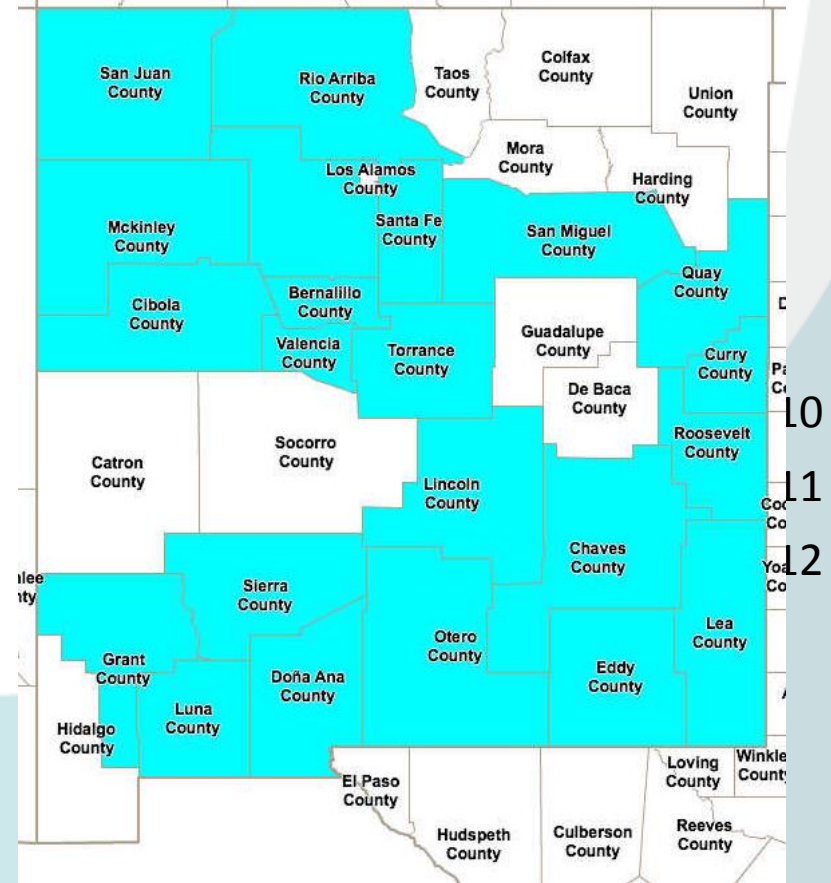 San Juan
County
Rio Arriba
County
Taos
County
Colfax
County
Union
County
Mora
County
Los Alamos
County
Harding
County
Mckinley
County
Santa Fe
County
San Miguel
County
Quay
County
Cibola
County
Bernalillo
County
Valencia
County
Torrance
County
Guadalupe
County
Curry
County
De Baca
County
10
Catron
County
Socorro
County
Roosevelt
County
Lincoln
County
11
Chaves
County
12
Sierra
County
Otero
County
Lea
County
Grant
County
Doña Ana
County
Eddy
County
Luna
County
Hidalgo
County
El Paso
County
Loving
County
Hudspeth
County
Culberson
County
Reeves
County